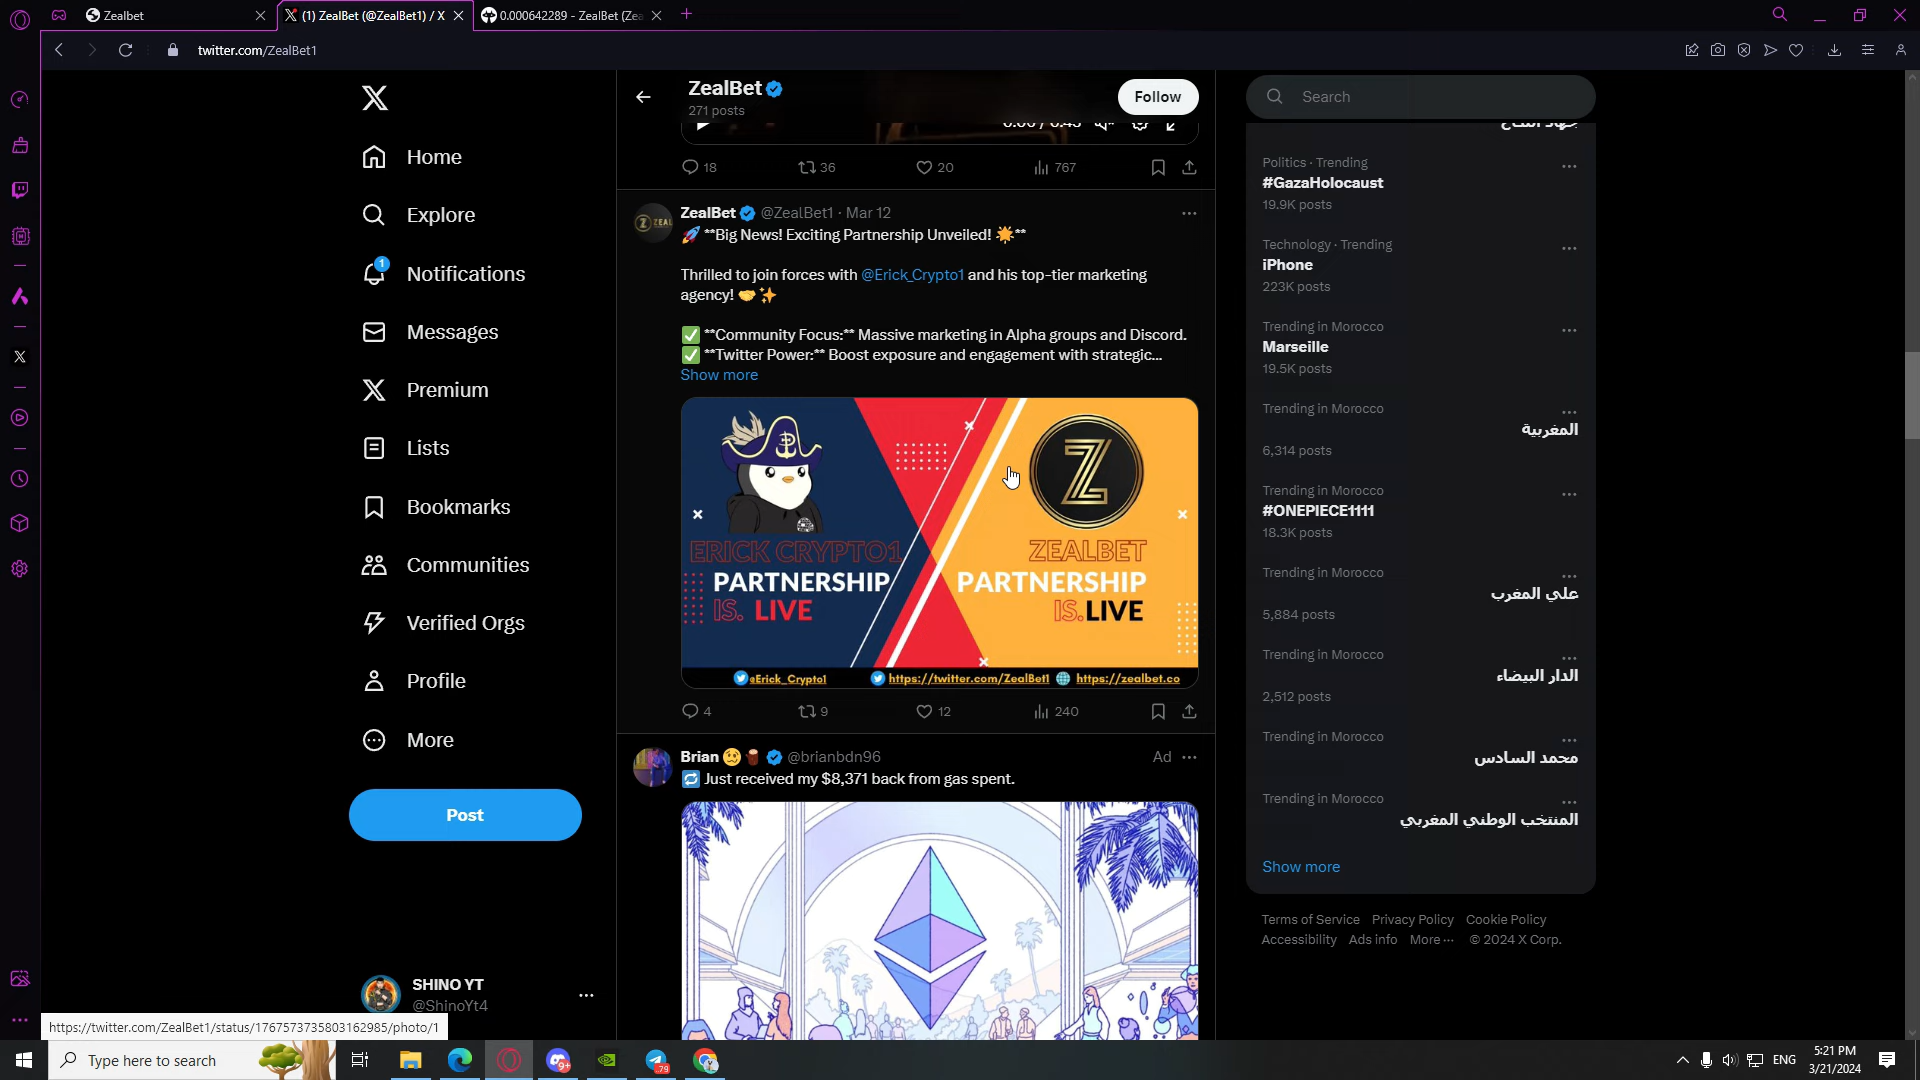 Zealbet
(1) ZealBet (@ZealBet1) / X
0.000642289 - ZealBet (Zea
twitter.com/ZealBet1
Home
Explore
1
Notifications
Messages
Premium
Lists
Bookmarks
Communities
Verified Orgs
Profile
More
Post
SHINO YT
@ShinoYt4
https://twitter.com/ZealBet1/status/1767573735803162985/photo/1
ZealBet
271 posts
Follow
18
36
20
767
ZealBet @ZealBet1 · Mar 12
🚀 **Big News! Exciting Partnership Unveiled! 🌟**
Thrilled to join forces with @Erick_Crypto1 and his top-tier marketing
agency! 🤝✨
✅ **Community Focus:** Massive marketing in Alpha groups and Discord.
✅ **Twitter Power:** Boost exposure and engagement with strategic...
Show more
ERICK CRYPTO1
PARTNERSHIP
IS. LIVE
ZEALBET
PARTNERSHIP
IS.LIVE
@Erick_Crypto1
https://twitter.com/ZealBet1
https://zealbet.co
4
9
12
240
Brian @brianbdn96
Ad
Just received my $8,371 back from gas spent.
Search
Politics · Trending
#GazaHolocaust
19.9K posts
Technology · Trending
iPhone
223K posts
Trending in Morocco
Marseille
19.5K posts
Trending in Morocco
المغربية
6,314 posts
Trending in Morocco
#ONEPIECE1111
18.3K posts
Trending in Morocco
علي المغرب
5,884 posts
Trending in Morocco
الدار البيضاء
2,512 posts
Trending in Morocco
محمد السادس
Trending in Morocco
المنتخب الوطني المغربي
Show more
Terms of Service Privacy Policy Cookie Policy
Accessibility Ads info More ··· © 2024 X Corp.
Type here to search
9+
79
ENG
5:21 PM
3/21/2024